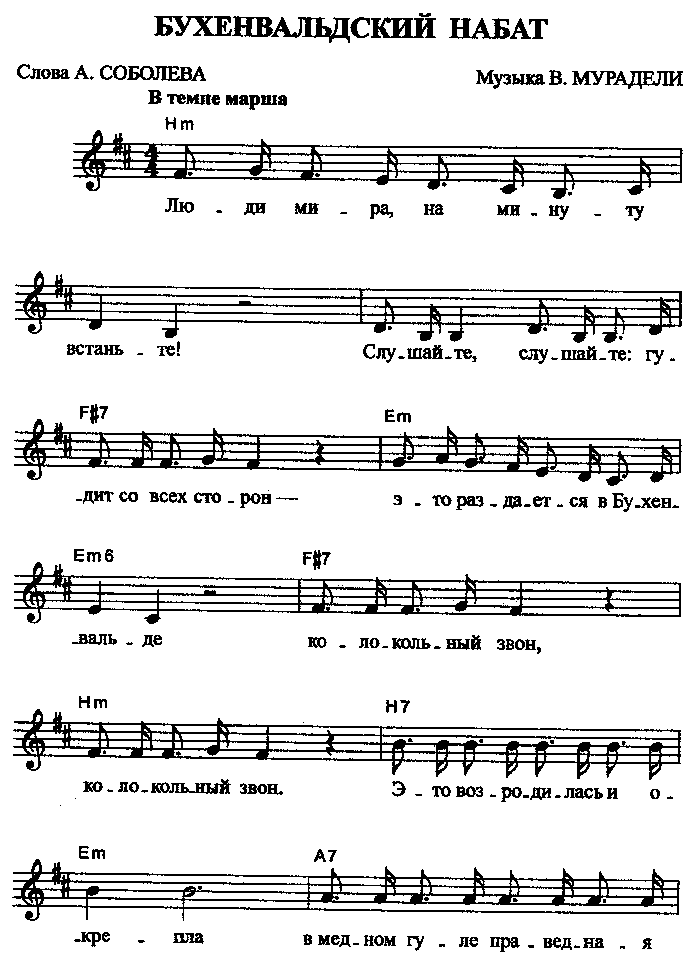 БУХЕНВАЛЬДСКИЙ НАБАТ
Слова А. СОБОЛЕВА Музыка В. МУРАДЕЛИ
В темпе марша
Hm
4/4
Лю - ди ми - ра, на ми - ну - ту
встань - те! Слу-шай-те, слу-шай-те: гу-
F#7 Em
-дит со всех сто - рон — э - то раз - да-ет - ся в Бу-хен-
Em6 F#7
-валь - де ко - ло-коль-ный звон,
Hm H7
ко - ло-коль-ный звон. Э - то воз-ро-ди-лась и о-
Em A7
-кре - пла в мед-ном гу - ле пра - вед-на - я